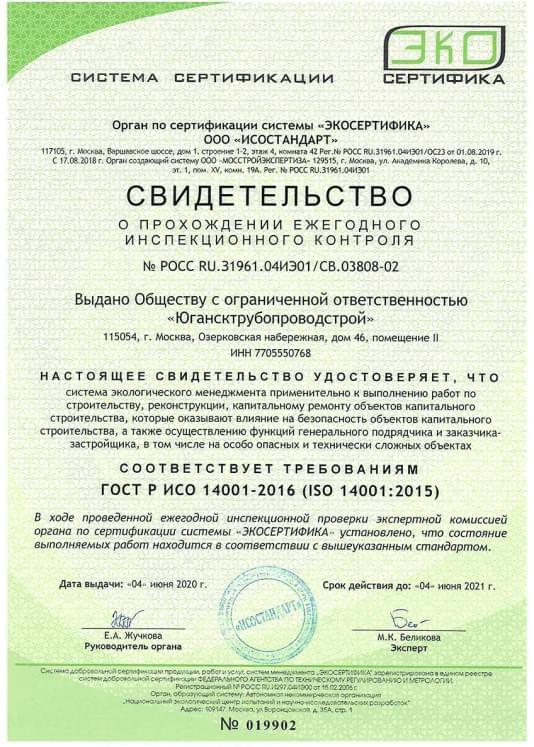 ЭКО
СИСТЕМА СЕРТИФИКАЦИИ
СЕРТИФИКА
Орган по сертификации системы «ЭКОСЕРТИФИКА»
ООО «ИСОСТАНДАРТ»
117105, г. Москва, Варшавское шоссе, дом 1, строение 1-2, этаж 4, комната 42 Рег.№ РОСС RU.31961.04ИЭ01/ОС23 от 01.08.2019 г.
С 17.08.2018 г. Орган создающий систему ООО «МОССТРОЙЭКСПЕРТИЗА» 129515, г. Москва, ул. Академика Королева, д. 10,
эт. 1, пом. XV, комн. 19А. Рег. № РОСС RU.31961.04ИЭ01
СВИДЕТЕЛЬСТВО
О ПРОХОЖДЕНИИ ЕЖЕГОДНОГО
ИНСПЕКЦИОННОГО КОНТРОЛЯ
№ РОСС RU.31961.04ИЭ01/СВ.03808-02
Выдано Обществу с ограниченной ответственностью
«Югансктрубопроводстрой»
115054, г. Москва, Озерковская набережная, дом 46, помещение II
ИНН 7705550768
НАСТОЯЩЕЕ СВИДЕТЕЛЬСТВО УДОСТОВЕРЯЕТ, ЧТО
система экологического менеджмента применительно к выполнению работ по
строительству, реконструкции, капитальному ремонту объектов капитального
строительства, которые оказывают влияние на безопасность объектов капитального
строительства, а также осуществлению функций генерального подрядчика и заказчика-
застройщика, в том числе на особо опасных и технически сложных объектах
СООТВЕТСТВУЕТ ТРЕБОВАНИЯМ
ГОСТ Р ИСО 14001-2016 (ISO 14001:2015)
В ходе проведенной ежегодной инспекционной проверки экспертной комиссией
органа по сертификации системы «ЭКОСЕРТИФИКА» установлено, что состояние
выполняемых работ находится в соответствии с вышеуказанным стандартом.
Дата выдачи: «04» июня 2020 г.
Срок действия до: «04» июня 2021 г.
«ИСОСТАНДАРТ»
Е.А. Жучкова
Руководитель органа
М.К. Беликова
Эксперт
Система добровольной сертификации продукции, работ и услуг, систем менеджмента "ЭКОСЕРТИФИКА" зарегистрирована в едином реестре
систем добровольной сертификации ФЕДЕРАЛЬНОГО АГЕНТСТВА ПО ТЕХНИЧЕСКОМУ РЕГУЛИРОВАНИЮ И МЕТРОЛОГИИ.
Регистрационный № РОСС RU.И297.04ИЭ00 от 15.02.2006г.
Орган, образующий систему: Автономная некоммерческая организация
"Национальный экологический центр испытаний и научно-исследовательских разработок"
Адрес: 109147, Москва, ул. Воронцовская, д. 35А, стр. 1
№ 019902